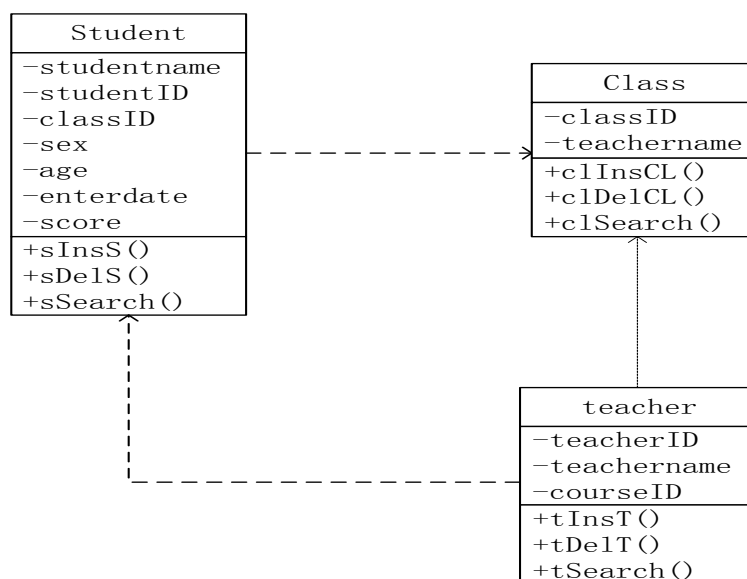 Student
-studentname
-studentID
-classID
-sex
-age
-enterdate
-score
+sInsS()
+sDelS()
+sSearch()
Class
-classID
-teachername
+clInsCL()
+clDelCL()
+clSearch()
teacher
-teacherID
-teachername
-courseID
+tInsT()
+tDelT()
+tSearch()